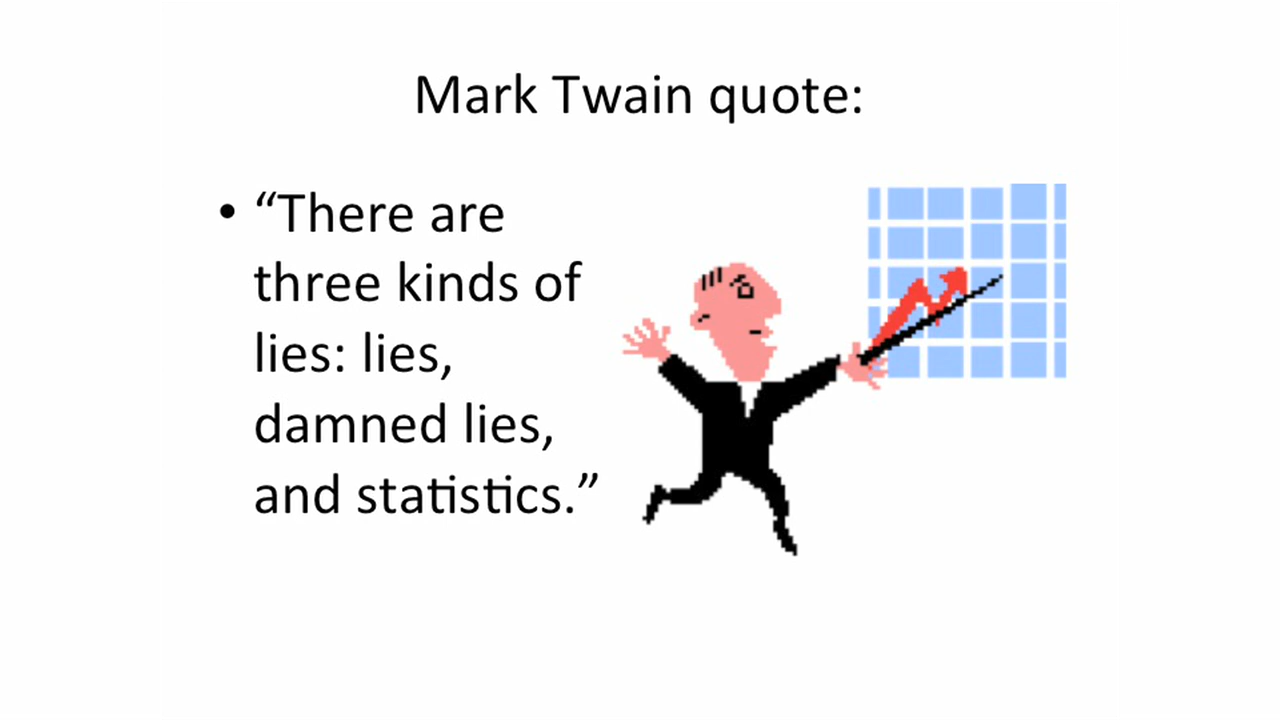 Mark Twain quote:
• “There are
three kinds of
lies: lies,
damned lies,
and statistics.”